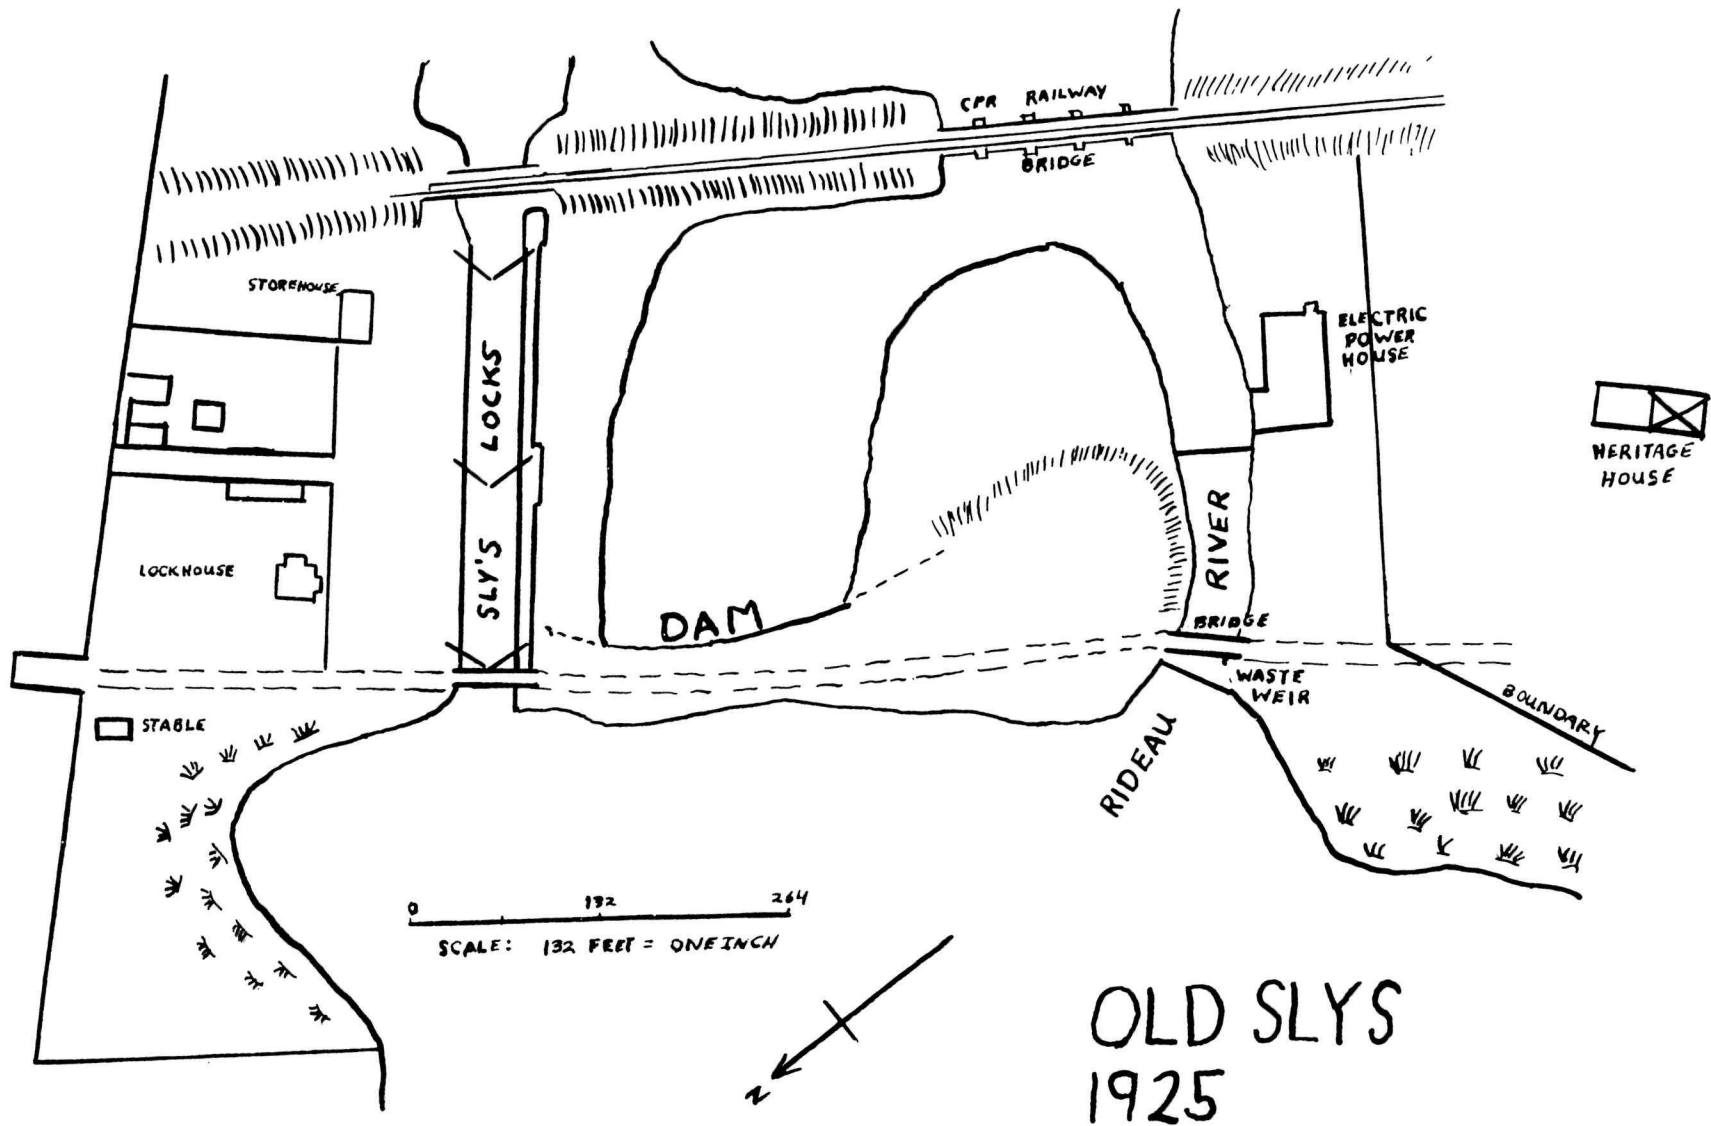 CPR RAILWAY
BRIDGE
STOREHOUSE
ELECTRIC
POWER
HOUSE
SLY'S LOCKS
HERITAGE
HOUSE
RIVER
LOCKHOUSE
DAM
BRIDGE
WASTE
WEIR
BOUNDARY
STABLE
RIDEAU
0 132 264
SCALE: 132 FEET = ONE INCH
N
OLD SLYS
1925